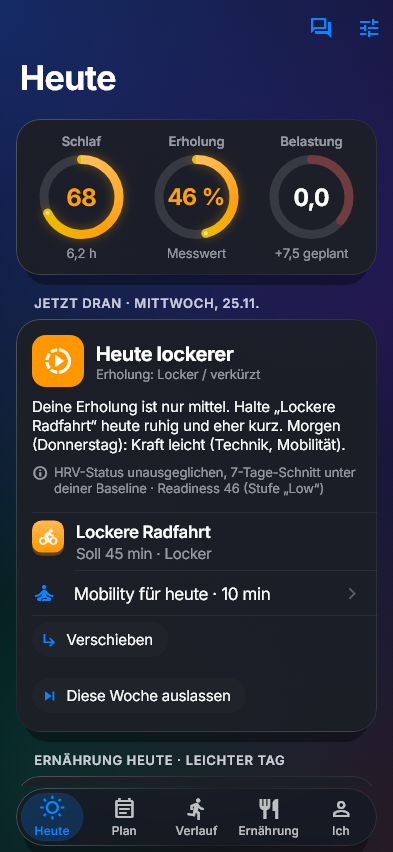 Heute
Schlaf
Erholung
Belastung
68
46 %
0,0
6,2 h
Messwert
+7,5 geplant
JETZT DRAN · MITTWOCH, 25.11.
Heute lockerer
Erholung: Locker / verkürzt
Deine Erholung ist nur mittel. Halte „Lockere
Radfahrt“ heute ruhig und eher kurz. Morgen
(Donnerstag): Kraft leicht (Technik, Mobilität).
HRV-Status unausgeglichen, 7-Tage-Schnitt unter
deiner Baseline · Readiness 46 (Stufe „Low“)
Lockere Radfahrt
Soll 45 min · Locker
Mobility für heute · 10 min
Verschieben
Diese Woche auslassen
ERNÄHRUNG HEUTE · LEICHTER TAG
Heute
Plan
Verlauf
Ernährung
Ich